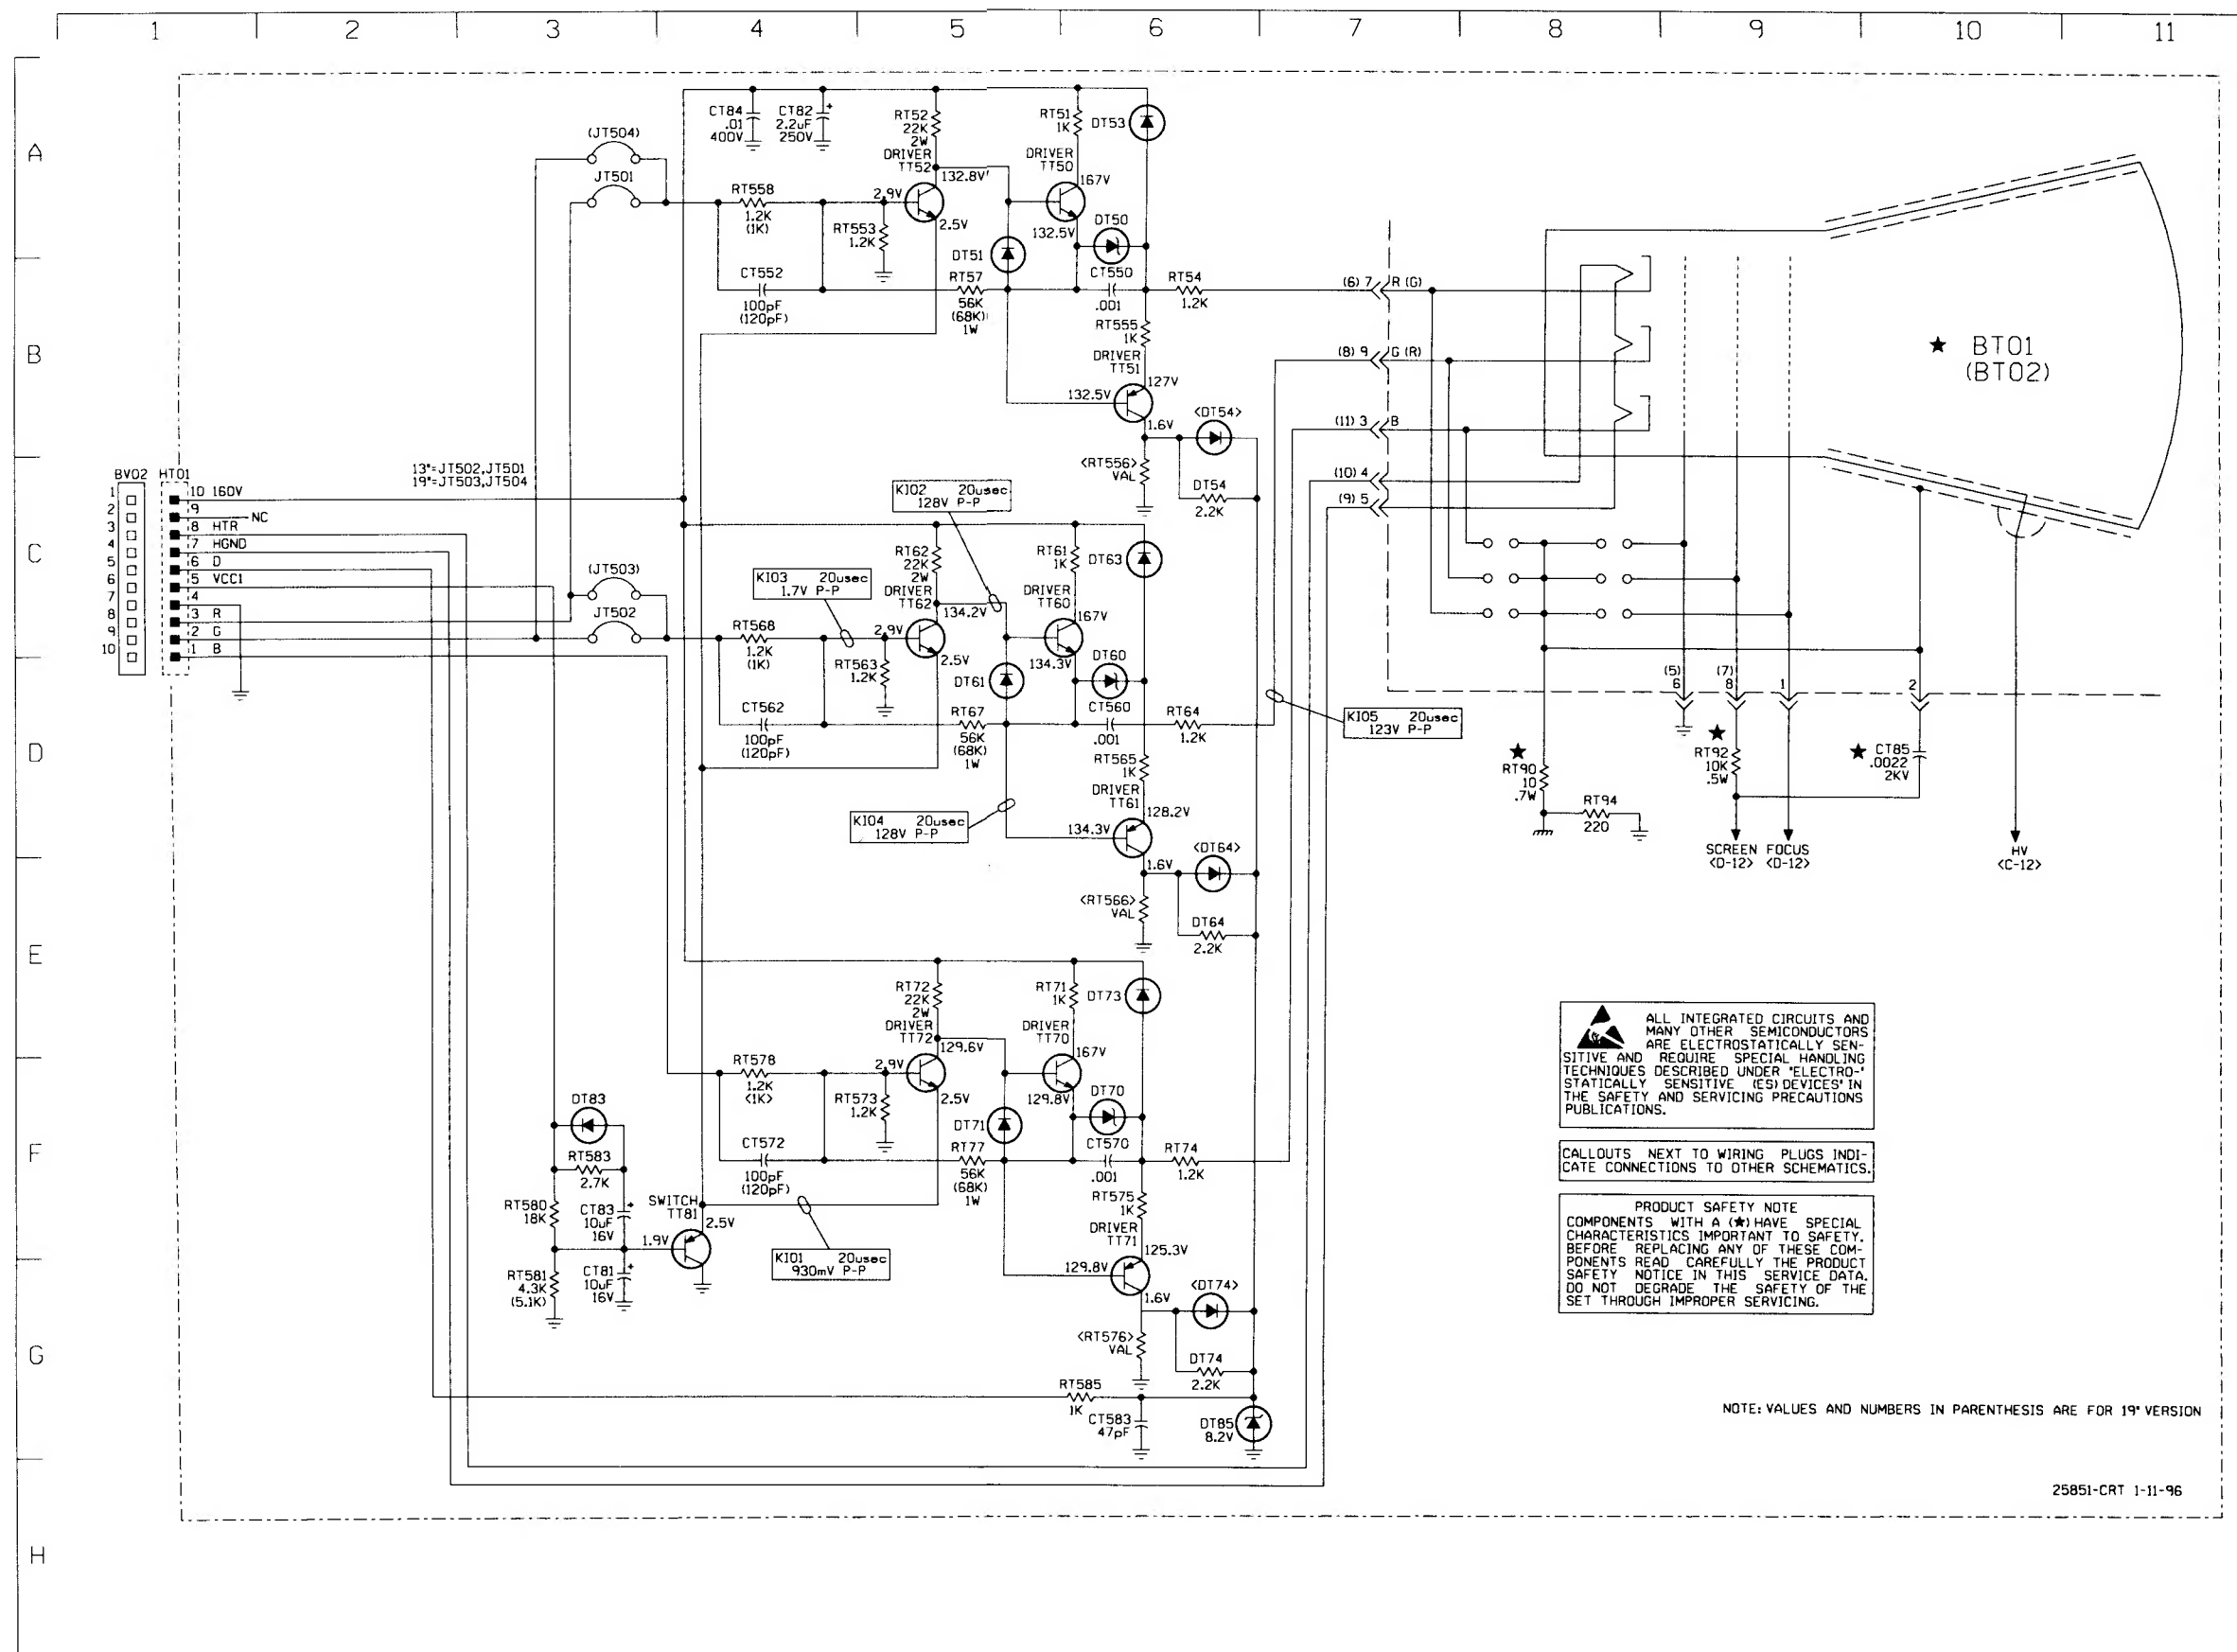 1 2 3 4 5 6 7 8 9 10 11
A
B
C
D
E
F
G
H
CT84
.01
400V
CT82
+
2.2uF
250V
RT52
22K
2W
DRIVER
TT52
132.8V
RT51
1K
DT53
DRIVER
TT50
167V
(JT504)
JT501
RT558
1.2K
(1K)
2.9V
RT553
1.2K
2.5V
DT51
132.5V
DT50
CT552
100pF
(120pF)
RT57
56K
(68K)
1W
CT550
.001
RT54
1.2K
RT555
1K
DRIVER
TT51
127V
132.5V
1.6V
<DT54>
<RT556>
VAL
DT54
2.2K
(6) 7
R (G)
(8) 9
G (R)
(11) 3
B
(10) 4
(9) 5
★ BT01
(BT02)
BV02
1
2
3
4
5
6
7
8
9
10
HT01
10 160V
9
NC
8 HTR
7 HGND
6 D
5 VCC1
4
3 R
2 G
1 B
13"=JT502,JT501
19"=JT503,JT504
KI02 20usec
128V P-P
KI03 20usec
1.7V P-P
RT62
22K
2W
DRIVER
TT62
134.2V
RT61
1K
DT63
DRIVER
TT60
167V
(JT503)
JT502
RT568
1.2K
(1K)
2.9V
RT563
1.2K
2.5V
DT61
134.3V
DT60
CT562
100pF
(120pF)
RT67
56K
(68K)
1W
CT560
.001
RT64
1.2K
KI05 20usec
123V P-P
RT565
1K
DRIVER
TT61
128.2V
134.3V
1.6V
<DT64>
KI04 20usec
128V P-P
<RT566>
VAL
DT64
2.2K
(5)
6
(7)
8
1
2
★
RT90
10
.7W
RT94
220
★
RT92
10K
.5W
★ CT85
.0022
2KV
SCREEN
<D-12>
FOCUS
<D-12>
HV
<C-12>
RT72
22K
2W
DRIVER
TT72
129.6V
RT71
1K
DT73
DRIVER
TT70
167V
RT578
1.2K
<1K>
2.9V
RT573
1.2K
2.5V
DT71
129.8V
DT70
CT572
100pF
(120pF)
RT77
56K
(68K)
1W
CT570
.001
RT74
1.2K
RT575
1K
DRIVER
TT71
125.3V
129.8V
1.6V
<DT74>
<RT576>
VAL
DT74
2.2K
DT83
RT583
2.7K
RT580
18K
CT83
+
10uF
16V
SWITCH
TT81
2.5V
1.9V
RT581
4.3K
(5.1K)
CT81
+
10uF
16V
KI01 20usec
930mV P-P
RT585
1K
CT583
47pF
DT85
8.2V
ALL INTEGRATED CIRCUITS AND
MANY OTHER SEMICONDUCTORS
ARE ELECTROSTATICALLY SEN-
SITIVE AND REQUIRE SPECIAL HANDLING
TECHNIQUES DESCRIBED UNDER "ELECTRO-
STATICALLY SENSITIVE (ES) DEVICES" IN
THE SAFETY AND SERVICING PRECAUTIONS
PUBLICATIONS.
CALLOUTS NEXT TO WIRING PLUGS INDI-
CATE CONNECTIONS TO OTHER SCHEMATICS.
PRODUCT SAFETY NOTE
COMPONENTS WITH A (★) HAVE SPECIAL
CHARACTERISTICS IMPORTANT TO SAFETY.
BEFORE REPLACING ANY OF THESE COM-
PONENTS READ CAREFULLY THE PRODUCT
SAFETY NOTICE IN THIS SERVICE DATA.
DO NOT DEGRADE THE SAFETY OF THE
SET THROUGH IMPROPER SERVICING.
NOTE: VALUES AND NUMBERS IN PARENTHESIS ARE FOR 19" VERSION
25851-CRT 1-11-96